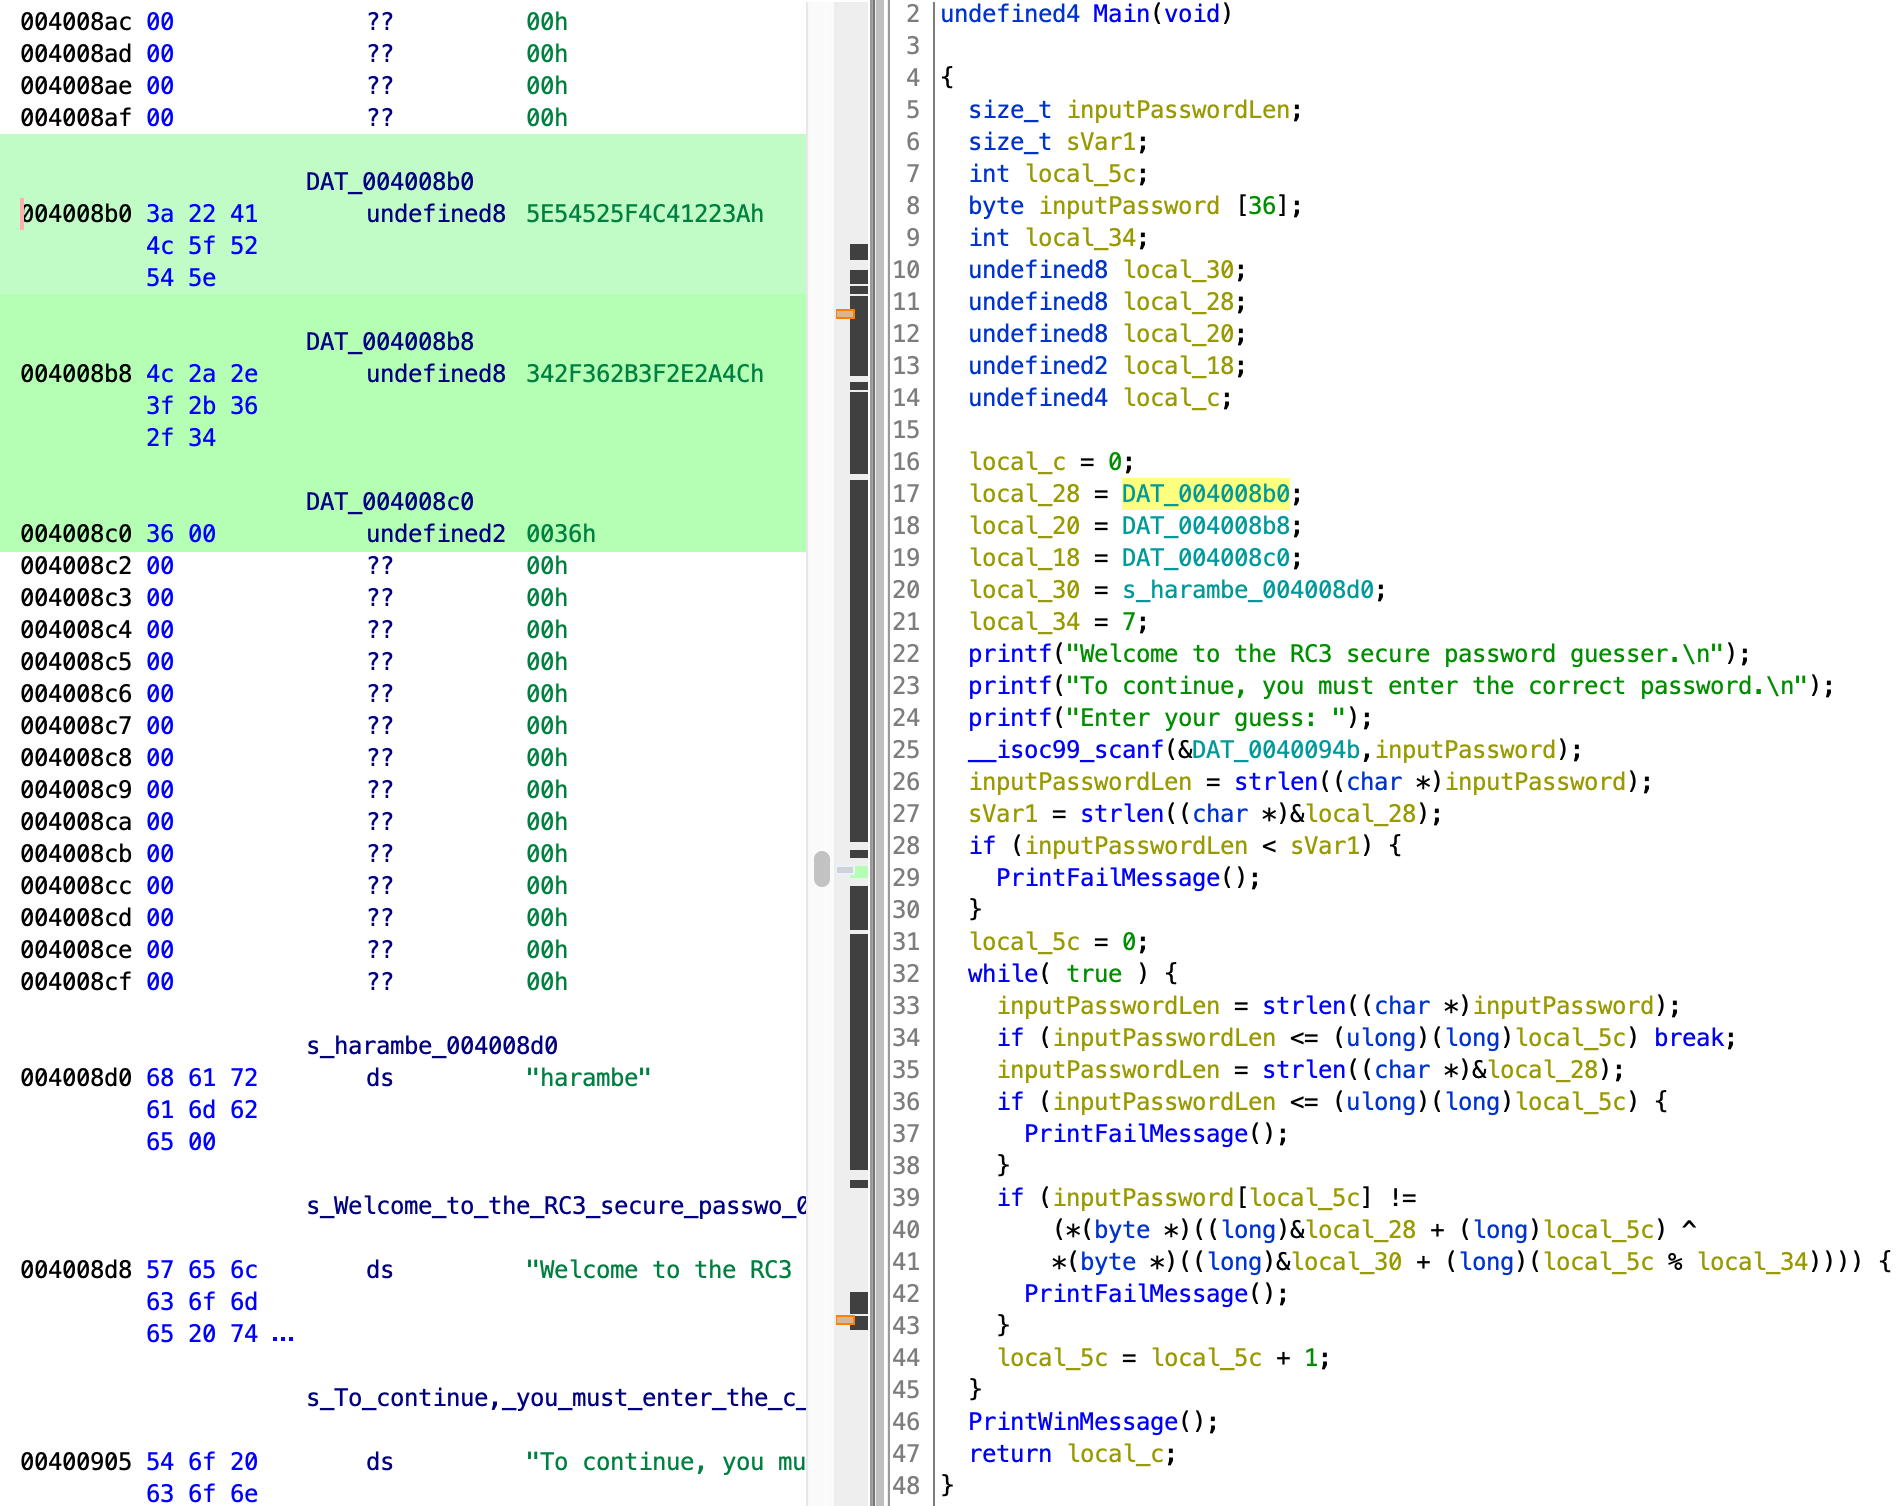 004008ac 00 ?? 00h
004008ad 00 ?? 00h
004008ae 00 ?? 00h
004008af 00 ?? 00h
DAT_004008b0
004008b0 3a 22 41 undefined8 5E54525F4C41223Ah
4c 5f 52
54 5e
DAT_004008b8
004008b8 4c 2a 2e undefined8 342F362B3F2E2A4Ch
3f 2b 36
2f 34
DAT_004008c0
004008c0 36 00 undefined2 0036h
004008c2 00 ?? 00h
004008c3 00 ?? 00h
004008c4 00 ?? 00h
004008c5 00 ?? 00h
004008c6 00 ?? 00h
004008c7 00 ?? 00h
004008c8 00 ?? 00h
004008c9 00 ?? 00h
004008ca 00 ?? 00h
004008cb 00 ?? 00h
004008cc 00 ?? 00h
004008cd 00 ?? 00h
004008ce 00 ?? 00h
004008cf 00 ?? 00h
s_harambe_004008d0
004008d0 68 61 72 ds "harambe"
61 6d 62
65 00
s_Welcome_to_the_RC3_secure_passwo_0
004008d8 57 65 6c ds "Welcome to the RC3
63 6f 6d
65 20 74 ...
s_To_continue,_you_must_enter_the_c_
00400905 54 6f 20 ds "To continue, you mu
63 6f 6e
2 undefined4 Main(void)
3
4 {
5 size_t inputPasswordLen;
6 size_t sVar1;
7 int local_5c;
8 byte inputPassword [36];
9 int local_34;
10 undefined8 local_30;
11 undefined8 local_28;
12 undefined8 local_20;
13 undefined2 local_18;
14 undefined4 local_c;
15
16 local_c = 0;
17 local_28 = DAT_004008b0;
18 local_20 = DAT_004008b8;
19 local_18 = DAT_004008c0;
20 local_30 = s_harambe_004008d0;
21 local_34 = 7;
22 printf("Welcome to the RC3 secure password guesser.\n");
23 printf("To continue, you must enter the correct password.\n");
24 printf("Enter your guess: ");
25 __isoc99_scanf(&DAT_0040094b,inputPassword);
26 inputPasswordLen = strlen((char *)inputPassword);
27 sVar1 = strlen((char *)&local_28);
28 if (inputPasswordLen < sVar1) {
29 PrintFailMessage();
30 }
31 local_5c = 0;
32 while( true ) {
33 inputPasswordLen = strlen((char *)inputPassword);
34 if (inputPasswordLen <= (ulong)(long)local_5c) break;
35 inputPasswordLen = strlen((char *)&local_28);
36 if (inputPasswordLen <= (ulong)(long)local_5c) {
37 PrintFailMessage();
38 }
39 if (inputPassword[local_5c] !=
40 (*(byte *)((long)&local_28 + (long)local_5c) ^
41 *(byte *)((long)&local_30 + (long)(local_5c % local_34)))) {
42 PrintFailMessage();
43 }
44 local_5c = local_5c + 1;
45 }
46 PrintWinMessage();
47 return local_c;
48 }